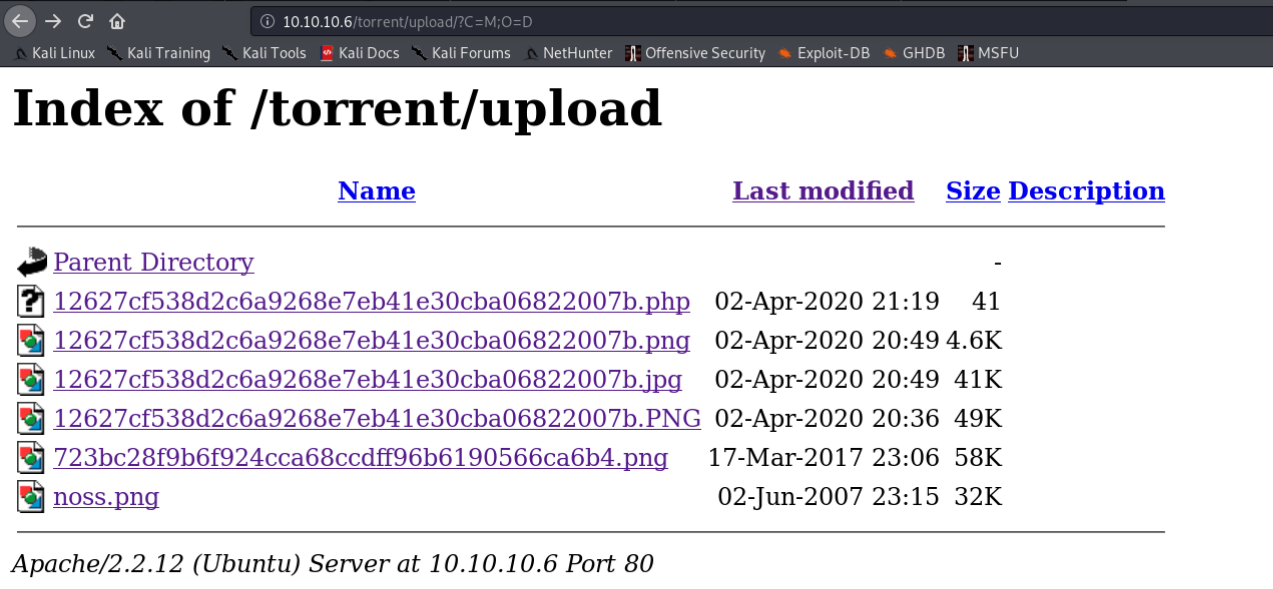 10.10.10.6/torrent/upload/?C=M;O=D
Kali Linux Kali Training Kali Tools Kali Docs Kali Forums NetHunter Offensive Security Exploit-DB GHDB MSFU
Index of /torrent/upload
Name Last modified Size Description
Parent Directory -
12627cf538d2c6a9268e7eb41e30cba06822007b.php 02-Apr-2020 21:19 41
12627cf538d2c6a9268e7eb41e30cba06822007b.png 02-Apr-2020 20:49 4.6K
12627cf538d2c6a9268e7eb41e30cba06822007b.jpg 02-Apr-2020 20:49 41K
12627cf538d2c6a9268e7eb41e30cba06822007b.PNG 02-Apr-2020 20:36 49K
723bc28f9b6f924cca68ccdff96b6190566ca6b4.png 17-Mar-2017 23:06 58K
noss.png 02-Jun-2007 23:15 32K
Apache/2.2.12 (Ubuntu) Server at 10.10.10.6 Port 80